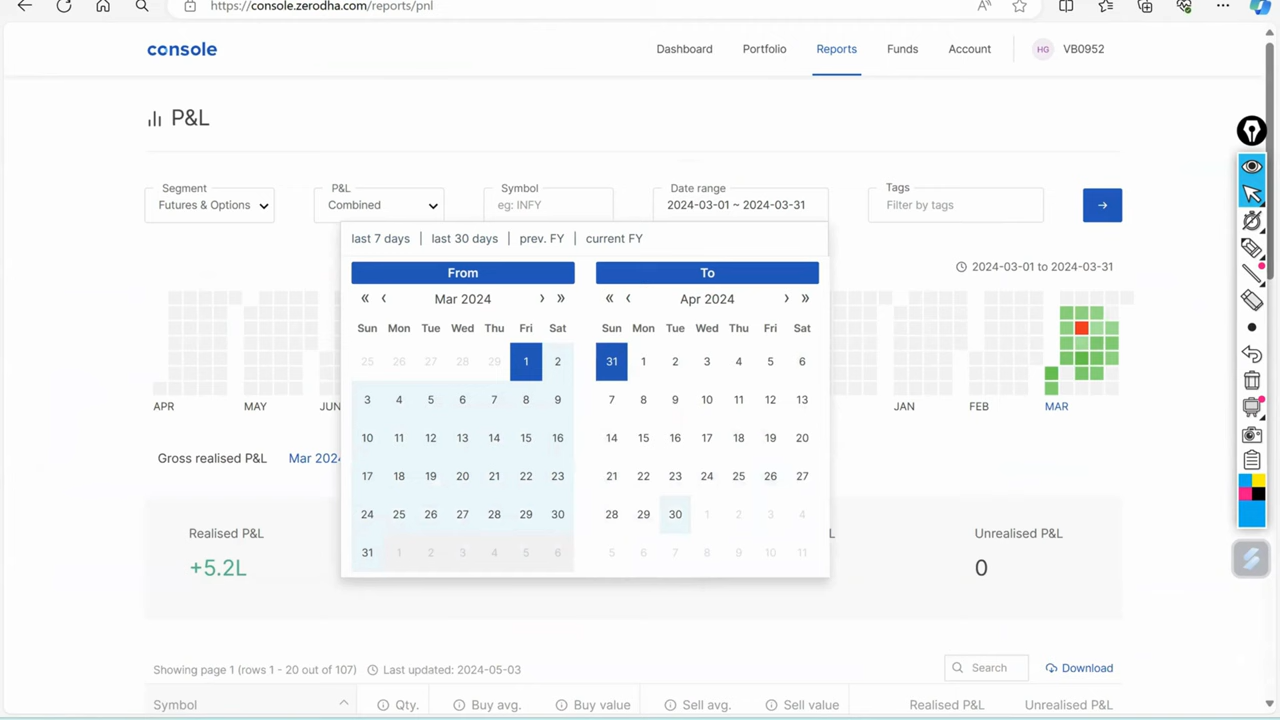 https://console.zerodha.com/reports/pnl
console
Dashboard Portfolio Reports Funds Account HG VB0952
P&L
Segment P&L Symbol Date range Tags
Futures & Options Combined eg: INFY 2024-03-01 ~ 2024-03-31 Filter by tags
last 7 days | last 30 days | prev. FY | current FY
2024-03-01 to 2024-03-31
From To
« ‹ Mar 2024 › » « ‹ Apr 2024 › »
Sun Mon Tue Wed Thu Fri Sat Sun Mon Tue Wed Thu Fri Sat
25 26 27 28 29 1 2 31 1 2 3 4 5 6
3 4 5 6 7 8 9 7 8 9 10 11 12 13
APR MAY JUN JAN FEB MAR
10 11 12 13 14 15 16 14 15 16 17 18 19 20
Gross realised P&L Mar 202
17 18 19 20 21 22 23 21 22 23 24 25 26 27
24 25 26 27 28 29 30 28 29 30 1 2 3 4
Realised P&L Unrealised P&L
31 1 2 3 4 5 6 5 6 7 8 9 10 11
+5.2L 0
Showing page 1 (rows 1 - 20 out of 107) Last updated: 2024-05-03 Search Download
Symbol Qty. Buy avg. Buy value Sell avg. Sell value Realised P&L Unrealised P&L